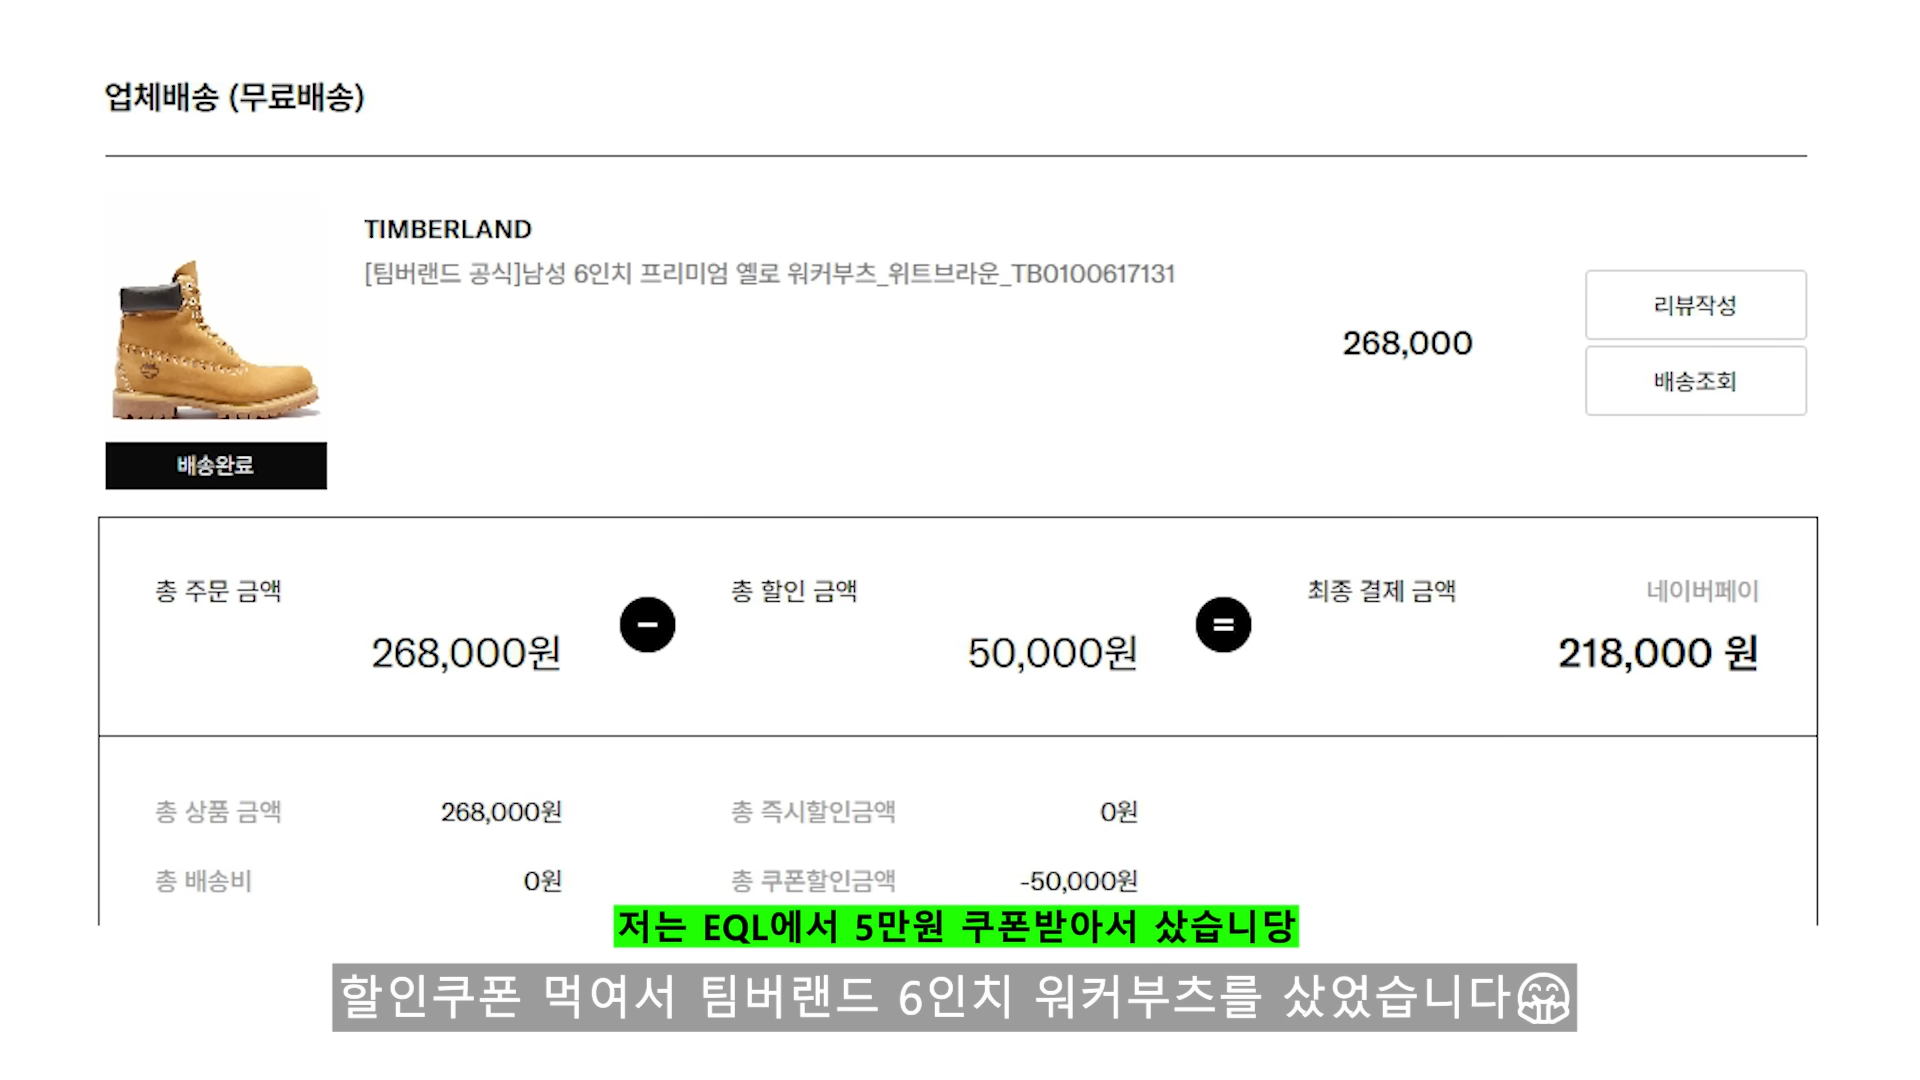 업체배송 (무료배송)
TIMBERLAND
[팀버랜드 공식]남성 6인치 프리미엄 옐로 워커부츠_위트브라운_TB0100617131
268,000
리뷰작성
배송조회
배송완료
총 주문 금액
268,000원
-
총 할인 금액
50,000원
=
최종 결제 금액
네이버페이
218,000 원
총 상품 금액 268,000원
총 즉시할인금액 0원
총 배송비 0원
총 쿠폰할인금액 -50,000원
저는 EQL에서 5만원 쿠폰받아서 샀습니당
할인쿠폰 먹여서 팀버랜드 6인치 워커부츠를 샀었습니다🤗